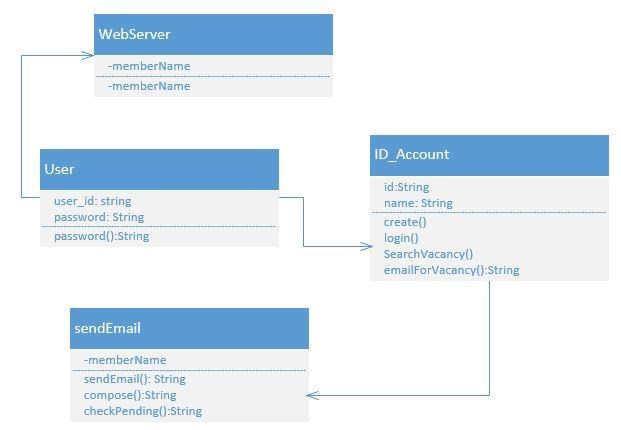 WebServer
-memberName
-memberName
User
user_id: string
password: String
password():String
ID_Account
id:String
name: String
create()
login()
SearchVacancy()
emailForVacancy():String
sendEmail
-memberName
sendEmail(): String
compose():String
checkPending():String